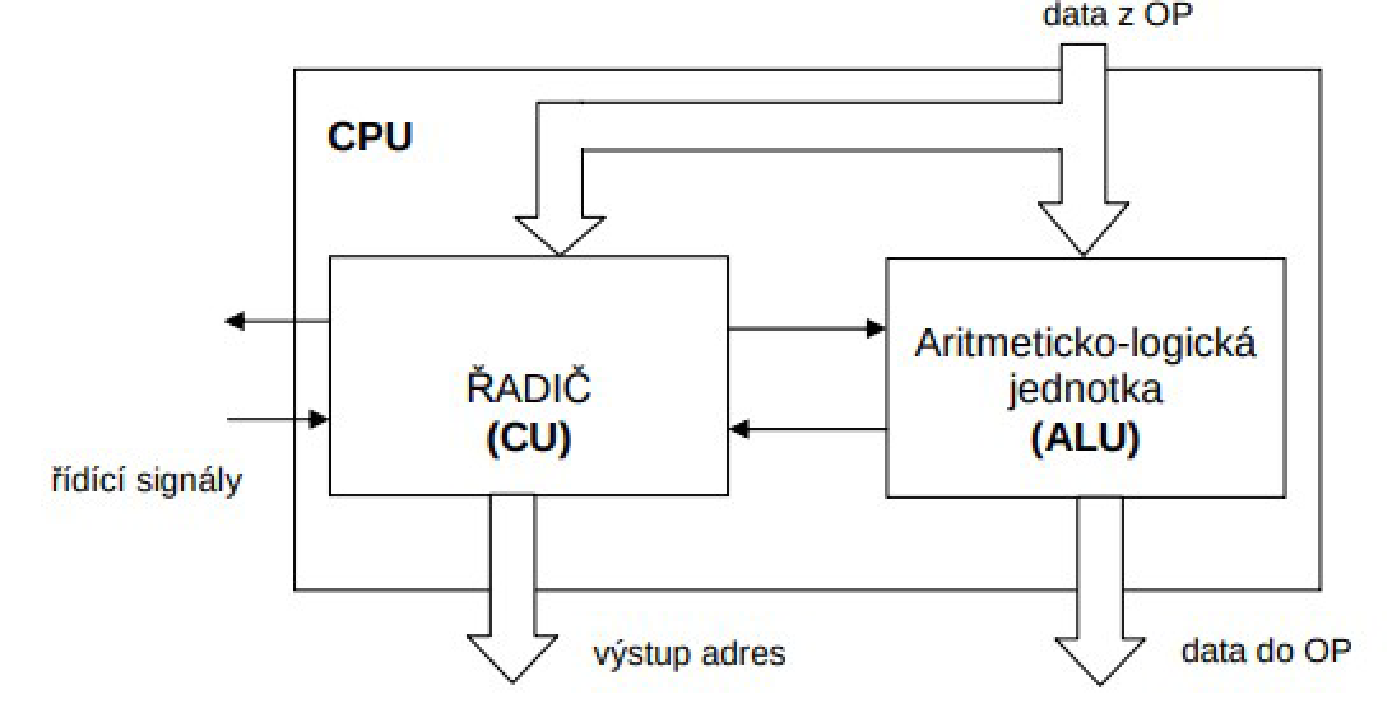 data z OP
CPU
ŘADIČ
(CU)
Aritmeticko-logická
jednotka
(ALU)
řídící signály
výstup adres
data do OP